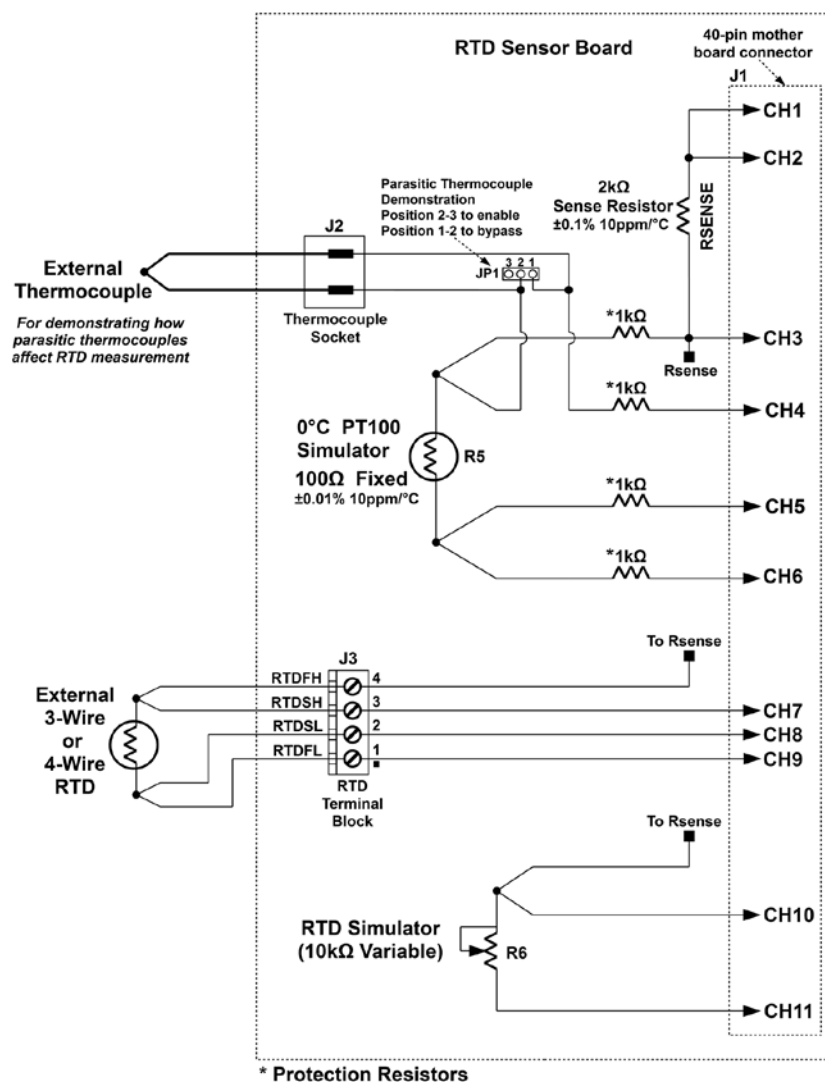 RTD Sensor Board
40-pin mother
board connector
J1
CH1
CH2
2kΩ
Sense Resistor
±0.1% 10ppm/°C
RSENSE
Parasitic Thermocouple
Demonstration
Position 2-3 to enable
Position 1-2 to bypass
J2
JP1
3 2 1
External
Thermocouple
For demonstrating how
parasitic thermocouples
affect RTD measurement
Thermocouple
Socket
*1kΩ
CH3
Rsense
*1kΩ
CH4
0°C PT100
Simulator
100Ω Fixed
±0.01% 10ppm/°C
R5
*1kΩ
CH5
*1kΩ
CH6
To Rsense
J3
External
3-Wire
or
4-Wire
RTD
RTDFH
4
RTDSH
3
CH7
RTDSL
2
CH8
RTDFL
1
CH9
RTD
Terminal
Block
To Rsense
CH10
RTD Simulator
(10kΩ Variable)
R6
CH11
* Protection Resistors